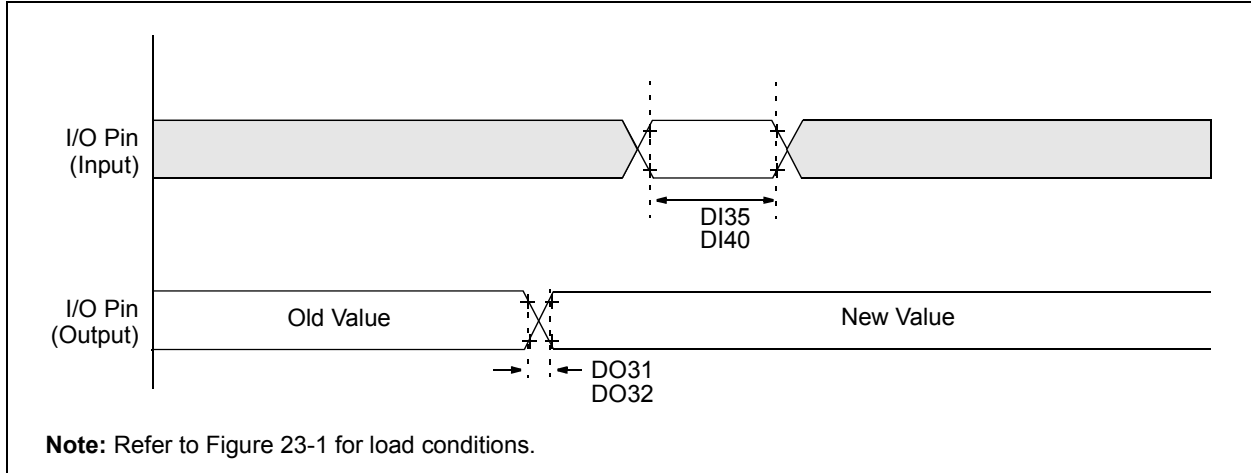 I/O Pin
(Input)
DI35
DI40
I/O Pin
(Output)
Old Value
New Value
DO31
DO32
Note: Refer to Figure 23-1 for load conditions.